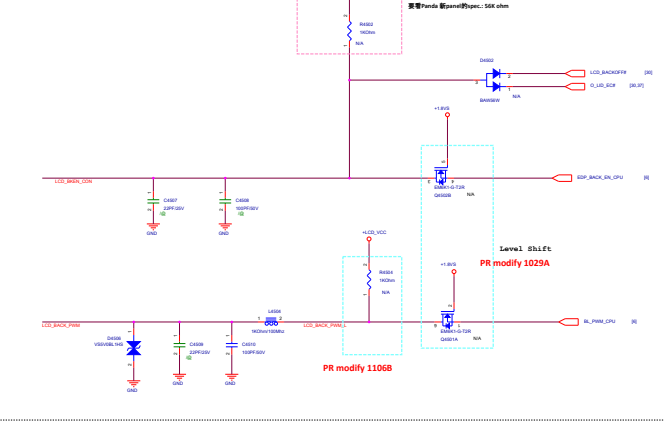 要看Panda 新panel的spec.: 56K ohm
R4503
1KOhm
N/A
D4502
LCD_BACKOFF# [30]
O_LID_EC# [30,37]
BAW56W
N/A
+1.8VS
LCD_BKEN_CON
EDP_BACK_EN_CPU [6]
EM6K1-G-T2R
Q4502B
N/A
C4507
22PF/25V
GND
C4508
100PF/50V
GND
+LCD_VCC
Level Shift
PR modify 1029A
R4504
1KOhm
N/A
+1.8VS
LCD_BACK_PWM
L4504
1KOhm/100Mhz
LCD_BACK_PWM_L
BL_PWM_CPU [6]
EM6K1-G-T2R
Q4501A
N/A
D4508
VS5V0BL1HS
C4509
22PF/25V
C4510
100PF/50V
GND
GND
GND
PR modify 1106B